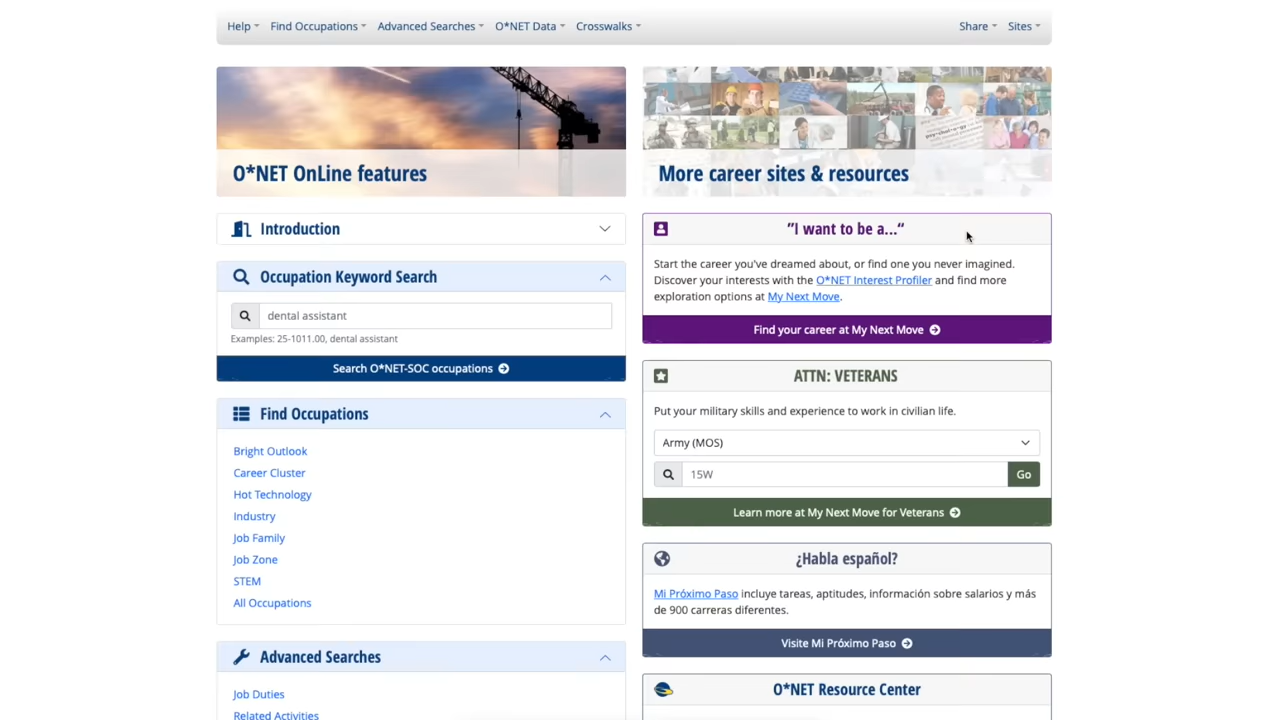 Help
Find Occupations
Advanced Searches
O*NET Data
Crosswalks
Share
Sites
O*NET OnLine features
Introduction
Occupation Keyword Search
dental assistant
Examples: 25-1011.00, dental assistant
Search O*NET-SOC occupations
Find Occupations
Bright Outlook
Career Cluster
Hot Technology
Industry
Job Family
Job Zone
STEM
All Occupations
Advanced Searches
Job Duties
Related Activities
More career sites & resources
”I want to be a...“
Start the career you've dreamed about, or find one you never imagined.
Discover your interests with the O*NET Interest Profiler and find more
exploration options at My Next Move.
Find your career at My Next Move
ATTN: VETERANS
Put your military skills and experience to work in civilian life.
Army (MOS)
15W
Go
Learn more at My Next Move for Veterans
¿Habla español?
Mi Próximo Paso incluye tareas, aptitudes, información sobre salarios y más
de 900 carreras diferentes.
Visite Mi Próximo Paso
O*NET Resource Center